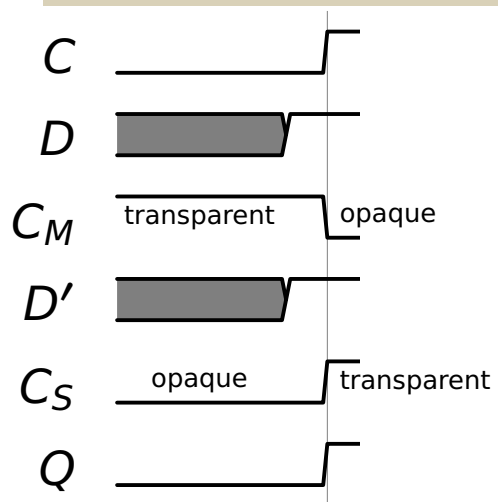 C
D
C_M
transparent opaque
D′
C_S
opaque transparent
Q